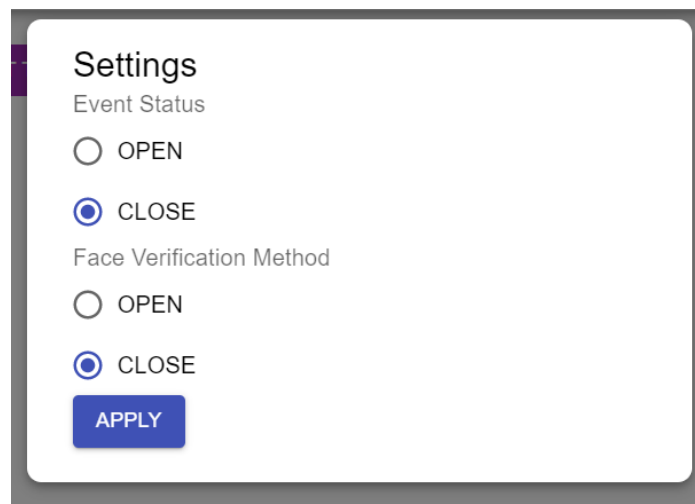 Settings
Event Status
OPEN
CLOSE
Face Verification Method
OPEN
CLOSE
APPLY